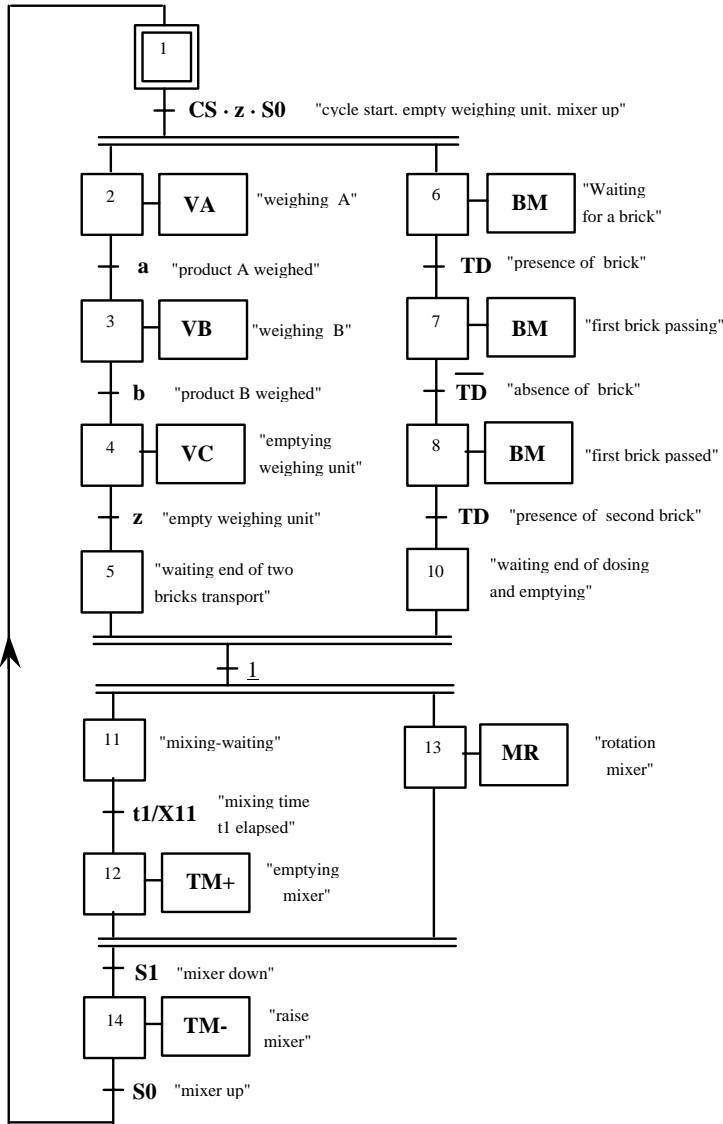 1
CS · z · S0 "cycle start, empty weighing unit, mixer up"
2 VA "weighing A"
6 BM "Waiting
for a brick"
a "product A weighed"
TD "presence of brick"
3 VB "weighing B"
7 BM "first brick passing"
b "product B weighed"
T̅D̅ "absence of brick"
4 VC "emptying
weighing unit"
8 BM "first brick passed"
z "empty weighing unit"
TD "presence of second brick"
5 "waiting end of two
bricks transport"
10 "waiting end of dosing
and emptying"
1
11 "mixing-waiting"
13 MR "rotation
mixer"
t1/X11 "mixing time
t1 elapsed"
12 TM+ "emptying
mixer"
S1 "mixer down"
14 TM- "raise
mixer"
S0 "mixer up"